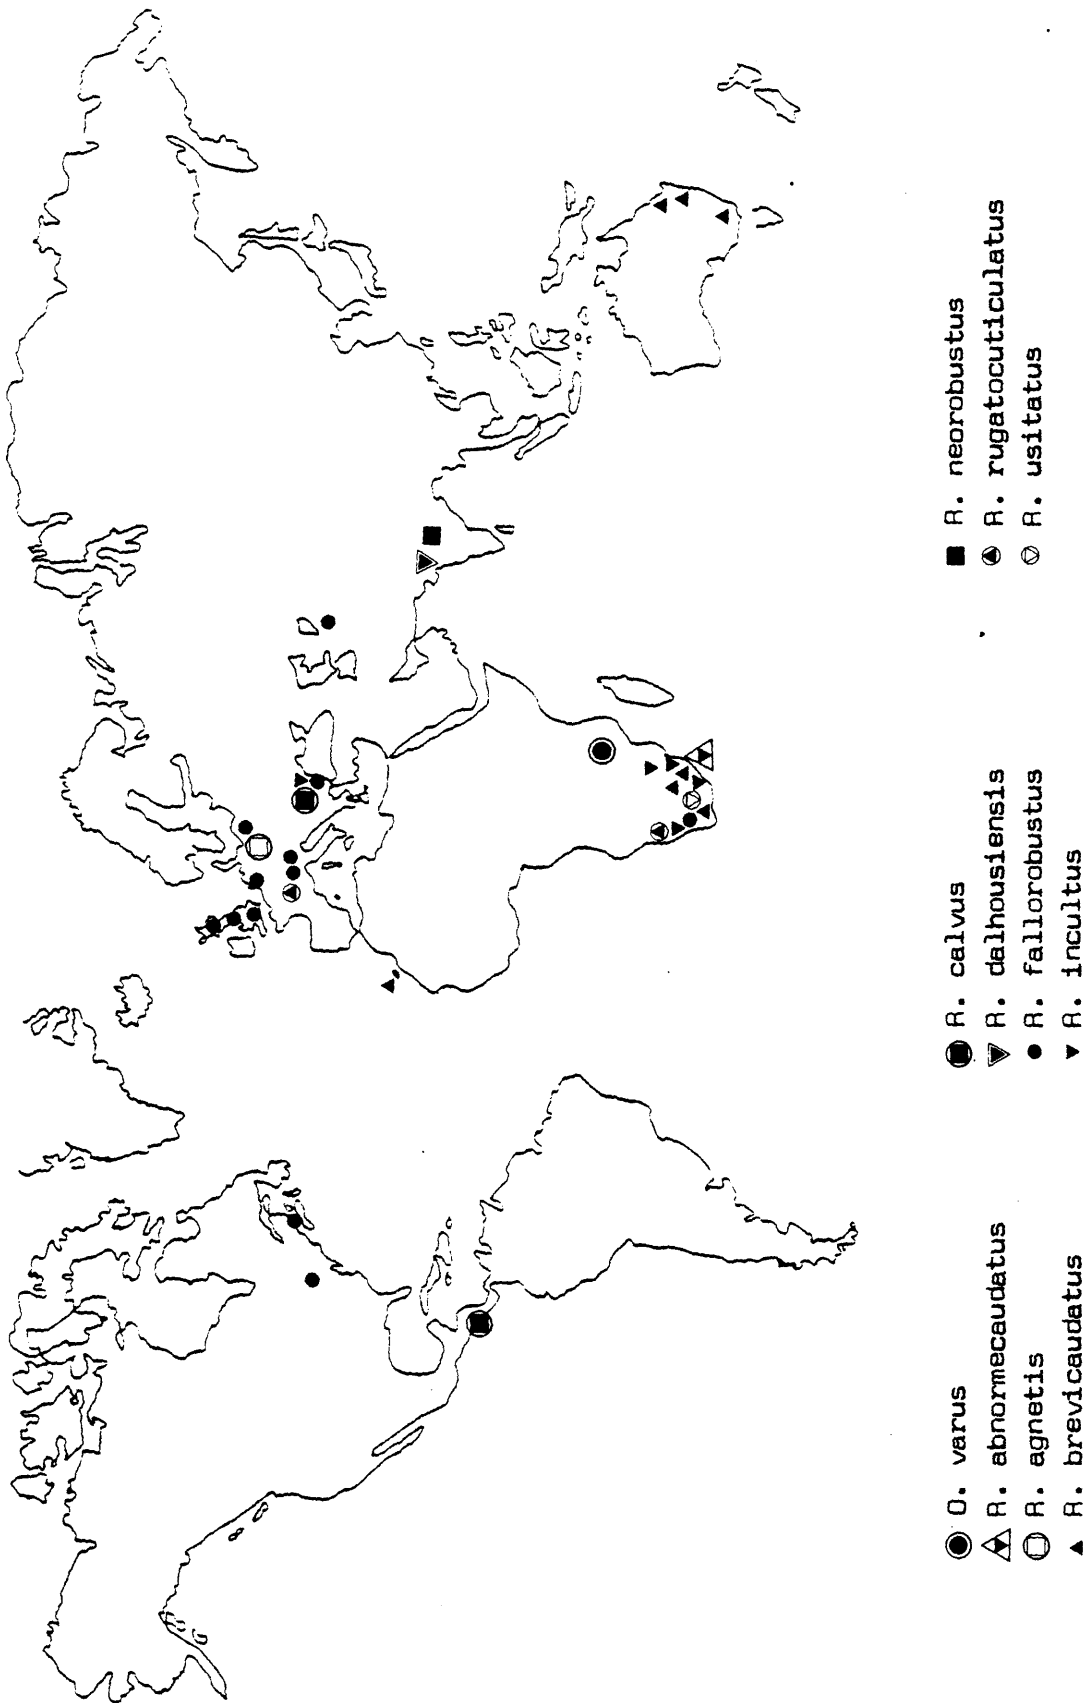 O. varus
R. abnormecaudatus
R. agnetis
R. brevicaudatus
R. calvus
R. dalhousiensis
R. fallorobustus
R. incultus
R. neorobustus
R. rugatocuticulatus
R. usitatus